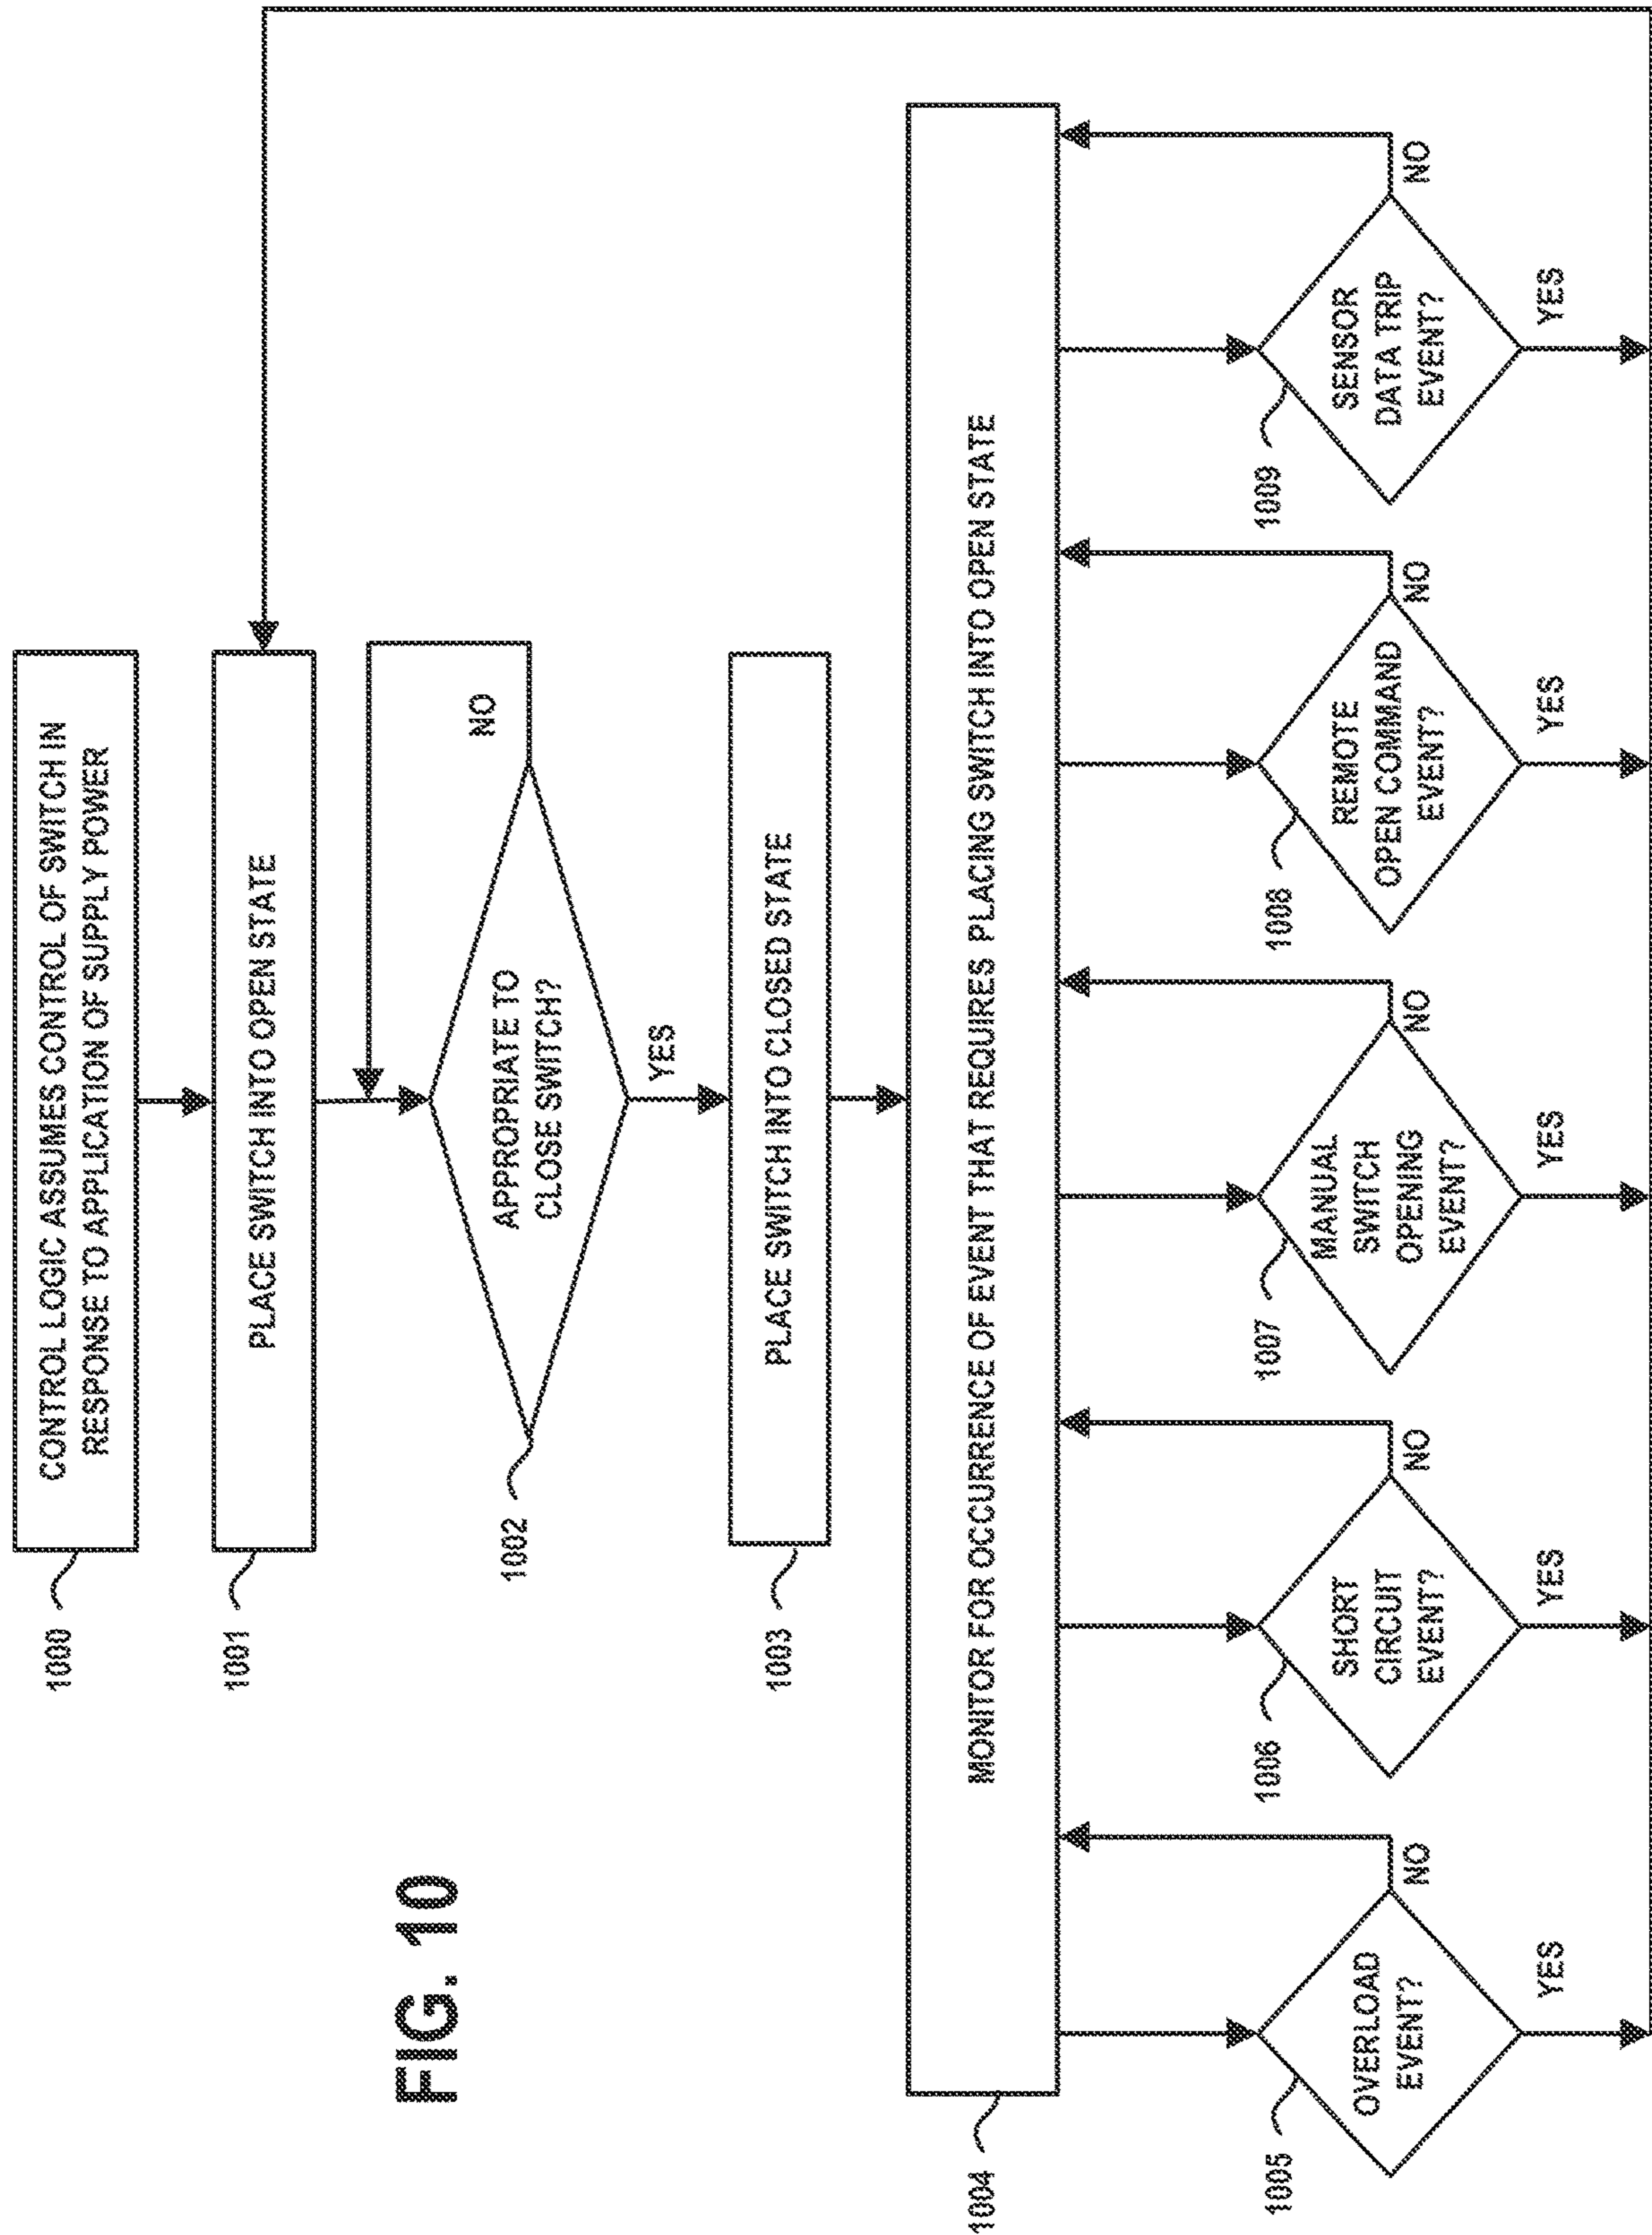 1000
CONTROL LOGIC ASSUMES CONTROL OF SWITCH IN
RESPONSE TO APPLICATION OF SUPPLY POWER
1001
PLACE SWITCH INTO OPEN STATE
FIG. 10
1002
APPROPRIATE TO
CLOSE SWITCH?
NO
YES
1003
PLACE SWITCH INTO CLOSED STATE
1004
MONITOR FOR OCCURRENCE OF EVENT THAT REQUIRES PLACING SWITCH INTO OPEN STATE
1005
OVERLOAD
EVENT?
NO
YES
1006
SHORT
CIRCUIT
EVENT?
NO
YES
1007
MANUAL
SWITCH
OPENING
EVENT?
NO
YES
1008
REMOTE
OPEN COMMAND
EVENT?
NO
YES
1009
SENSOR
DATA TRIP
EVENT?
NO
YES